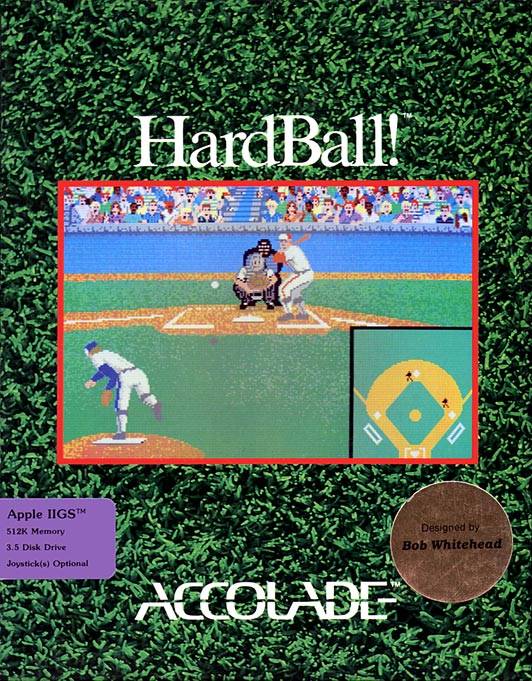 HardBall!™
Apple IIGS™
512K Memory
3.5 Disk Drive
Joystick(s) Optional
Designed by
Bob Whitehead
ACCOLADE™